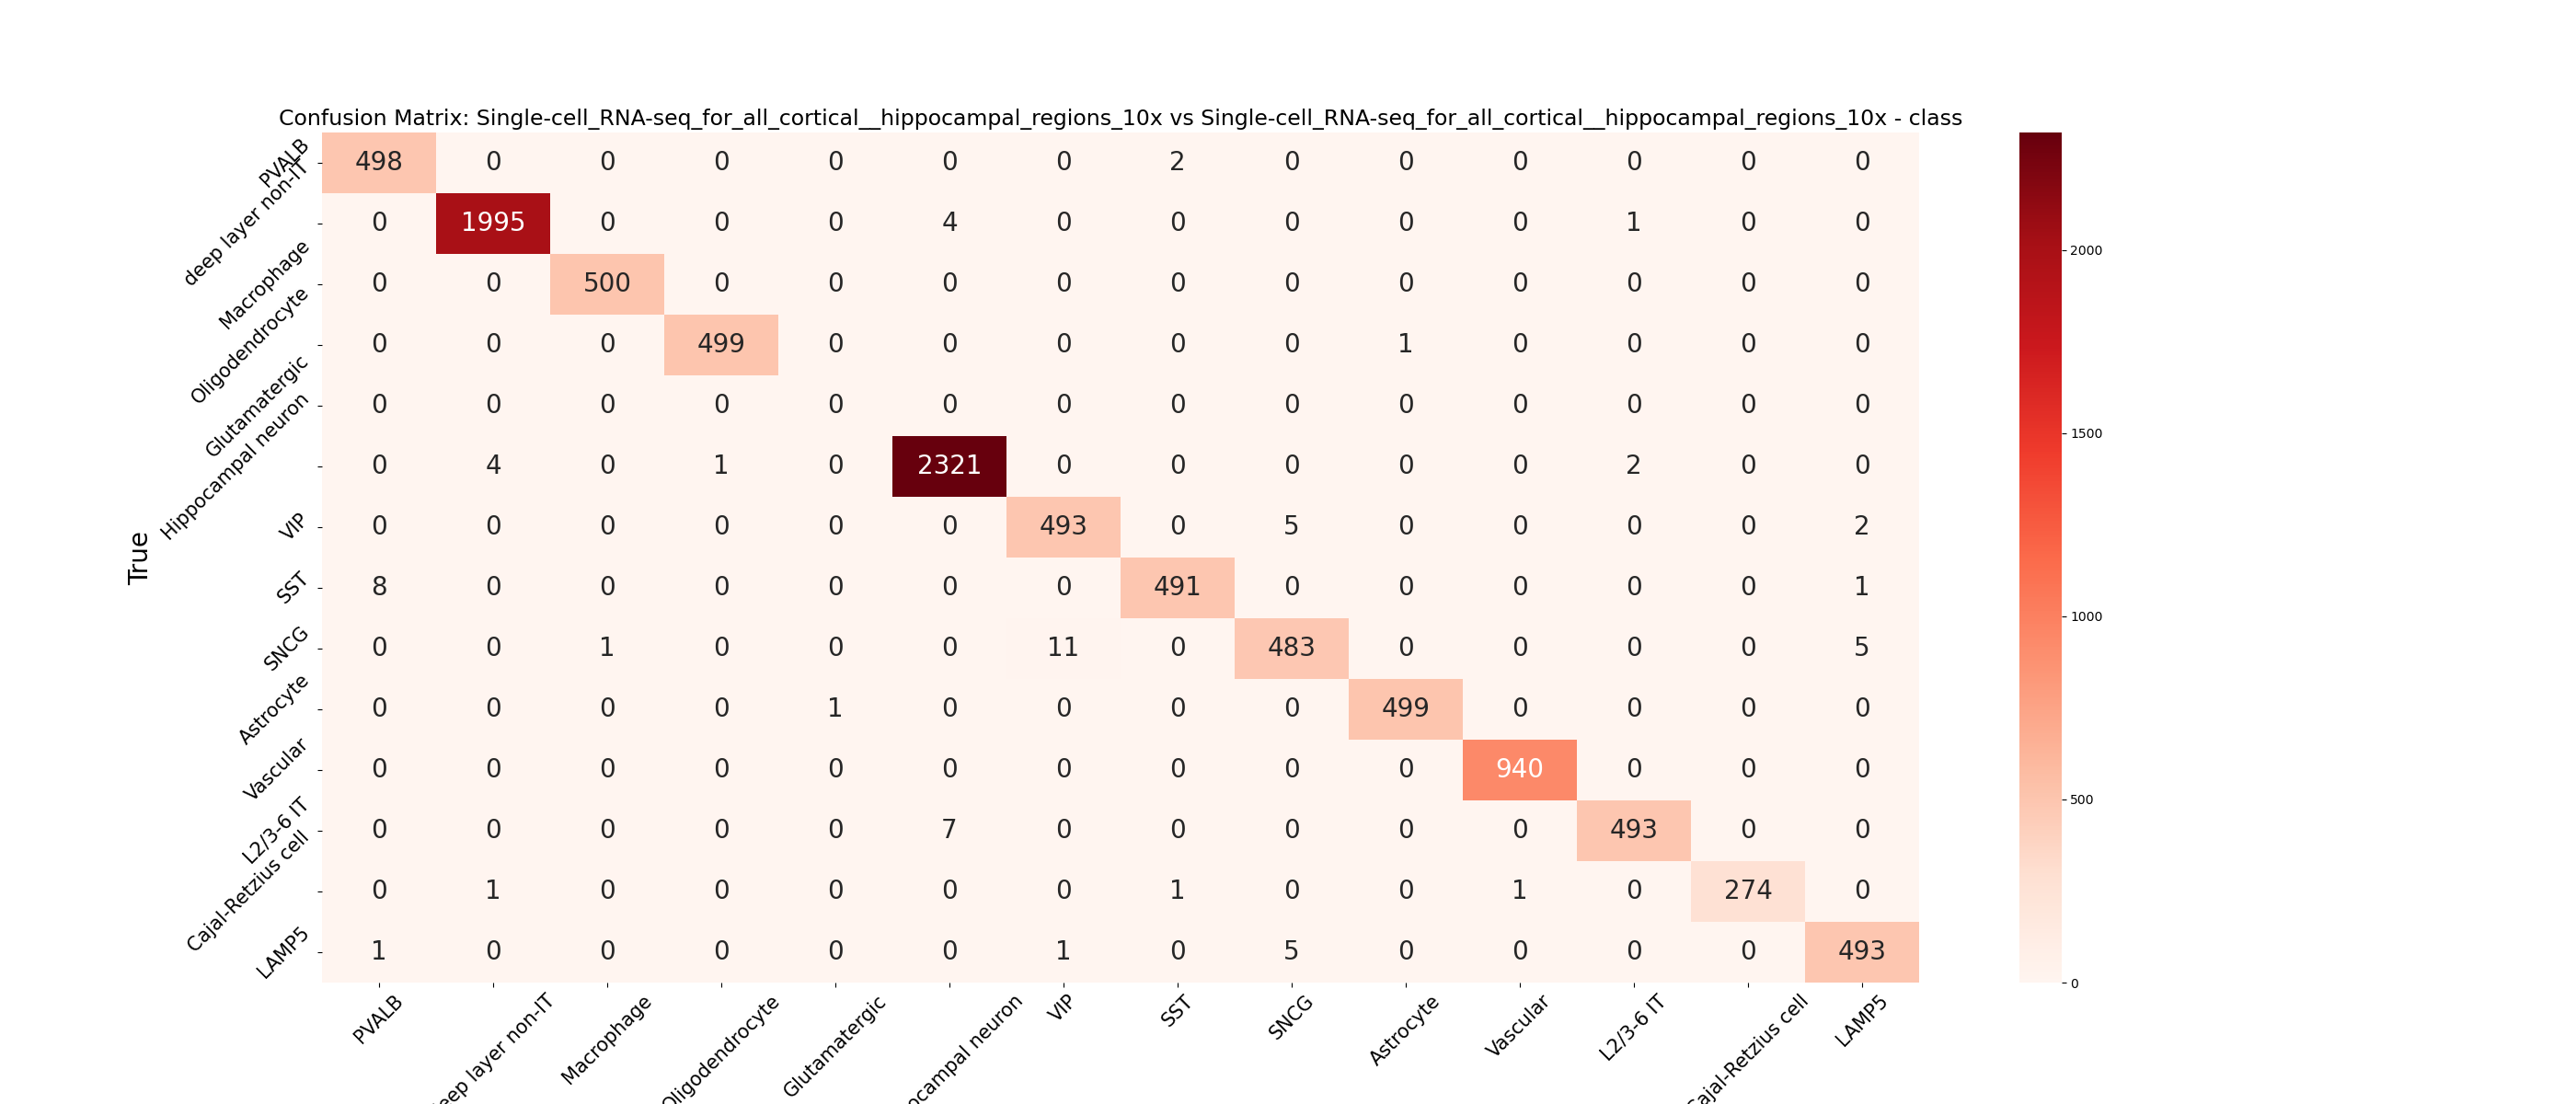 Confusion Matrix: Single-cell_RNA-seq_for_all_cortical__hippocampal_regions_10x vs Single-cell_RNA-seq_for_all_cortical__hippocampal_regions_10x - class
True
PVALB 498 0 0 0 0 0 0 2 0 0 0 0 0 0
deep layer non-IT 0 1995 0 0 0 4 0 0 0 0 0 1 0 0
Macrophage 0 0 500 0 0 0 0 0 0 0 0 0 0 0
Oligodendrocyte 0 0 0 499 0 0 0 0 0 1 0 0 0 0
Glutamatergic 0 0 0 0 0 0 0 0 0 0 0 0 0 0
Hippocampal neuron 0 4 0 1 0 2321 0 0 0 0 0 2 0 0
VIP 0 0 0 0 0 0 493 0 5 0 0 0 0 2
SST 8 0 0 0 0 0 0 491 0 0 0 0 0 1
SNCG 0 0 1 0 0 0 11 0 483 0 0 0 0 5
Astrocyte 0 0 0 0 1 0 0 0 0 499 0 0 0 0
Vascular 0 0 0 0 0 0 0 0 0 0 940 0 0 0
L2/3-6 IT 0 0 0 0 0 7 0 0 0 0 0 493 0 0
Cajal-Retzius cell 0 1 0 0 0 0 0 1 0 0 1 0 274 0
LAMP5 1 0 0 0 0 0 1 0 5 0 0 0 0 493
PVALB
eep layer non-IT
Macrophage
Oligodendrocyte
Glutamatergic
ocampal neuron
VIP
SST
SNCG
Astrocyte
Vascular
L2/3-6 IT
Cajal-Retzius cell
LAMP5
2000
1500
1000
500
0